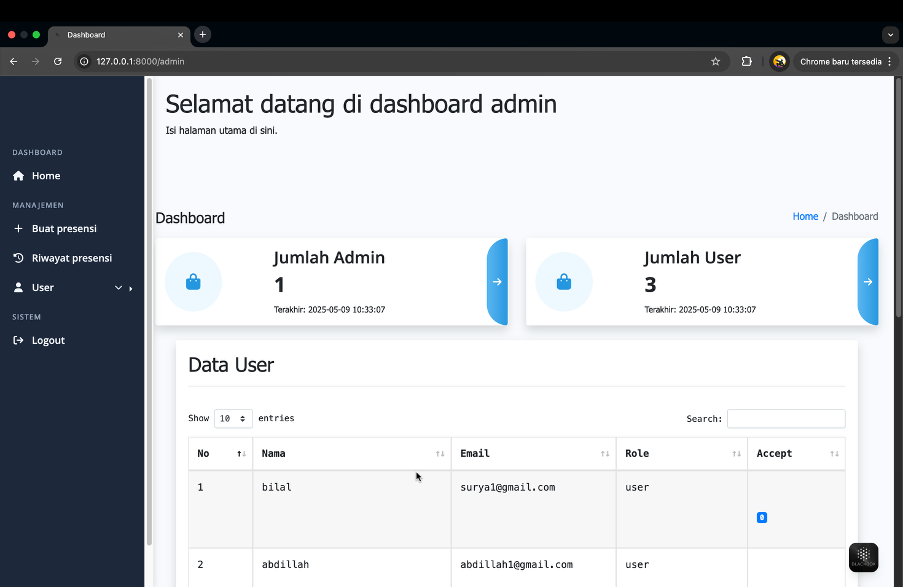 Dashboard
127.0.0.1:8000/admin
Chrome baru tersedia
Selamat datang di dashboard admin
Isi halaman utama di sini.
DASHBOARD
Home
MANAJEMEN
Buat presensi
Riwayat presensi
User
SISTEM
Logout
Dashboard
Home / Dashboard
Jumlah Admin
1
Terakhir: 2025-05-09 10:33:07
Jumlah User
3
Terakhir: 2025-05-09 10:33:07
Data User
Show 10 entries
Search:
No Nama Email Role Accept
1 bilal surya1@gmail.com user
0
2 abdillah abdillah1@gmail.com user
BLACKBOX